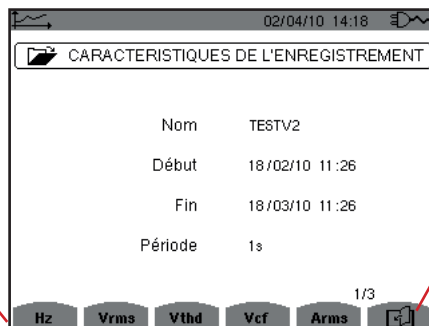 02/04/10 14:18
CARACTERISTIQUES DE L'ENREGISTREMENT
Nom TESTV2
Début 18/02/10 11:26
Fin 18/03/10 11:26
Période 1s
1/3
Hz Vrms Vthd Vcf Arms